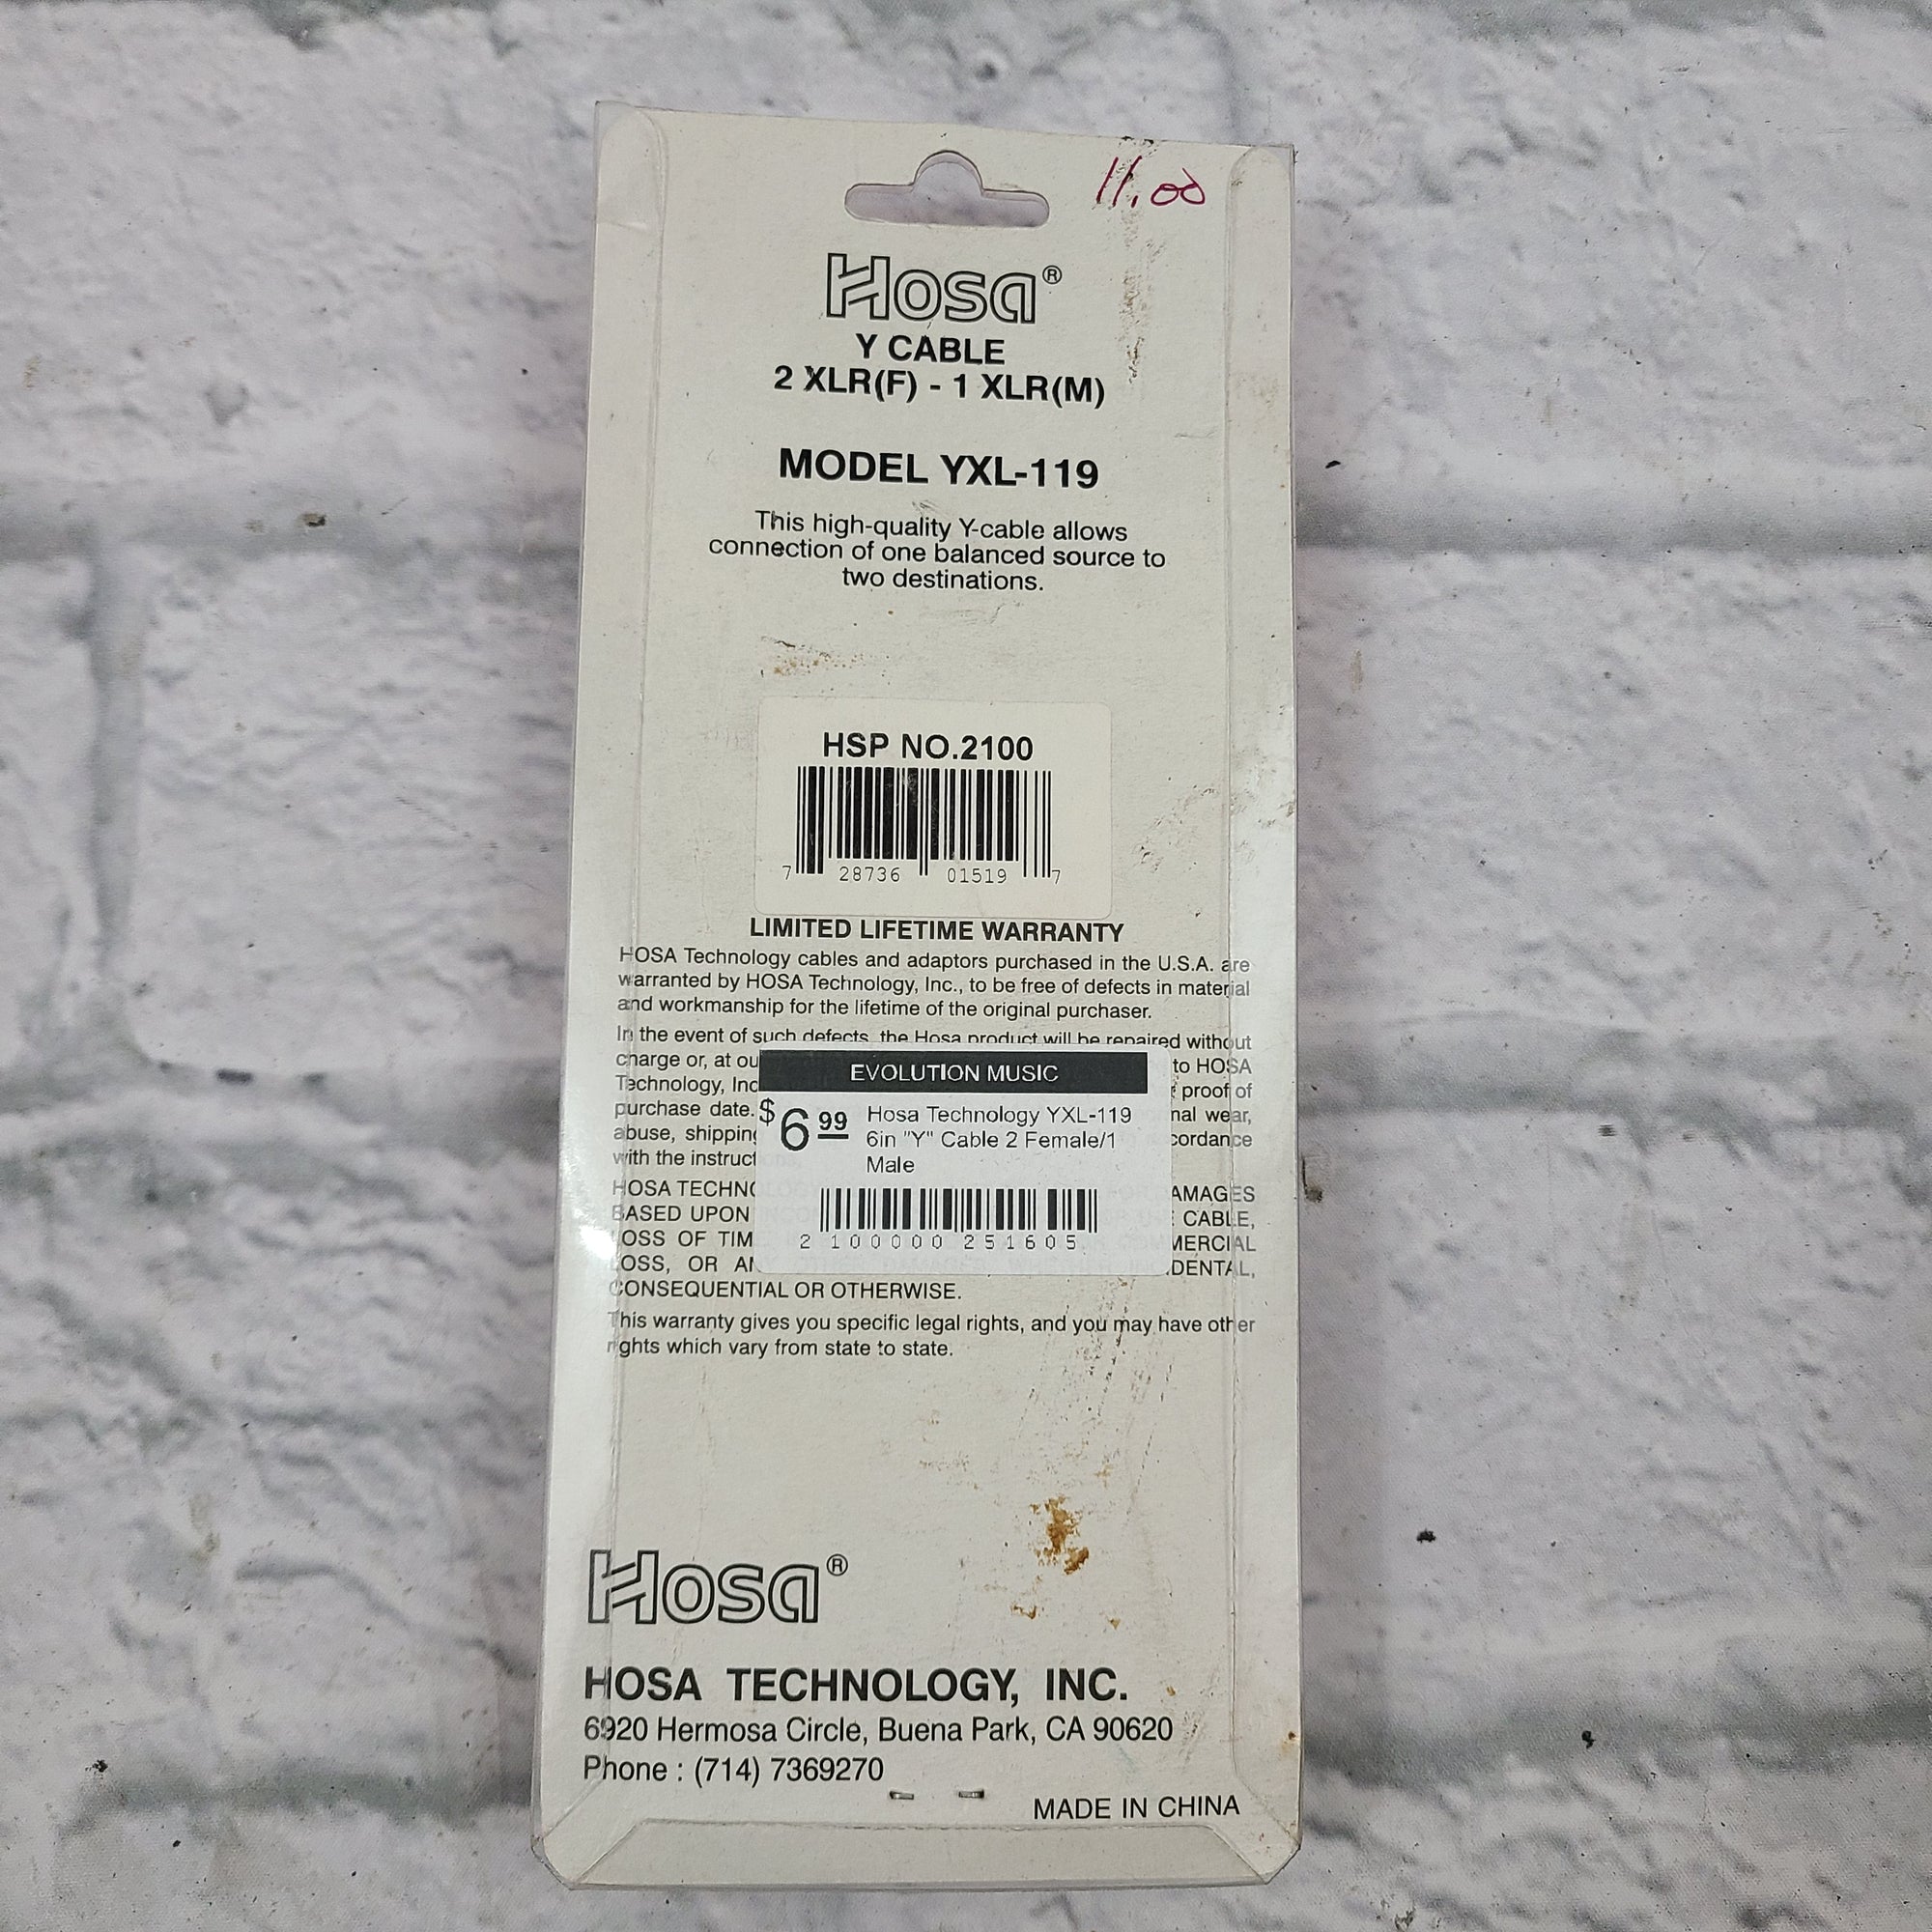 11.00
Hosa®
Y CABLE
2 XLR(F) - 1 XLR(M)
MODEL YXL-119
This high-quality Y-cable allows
connection of one balanced source to
two destinations.
HSP NO.2100
7 28736 01519 7
LIMITED LIFETIME WARRANTY
HOSA Technology cables and adaptors purchased in the U.S.A. are
warranted by HOSA Technology, Inc., to be free of defects in material
and workmanship for the lifetime of the original purchaser.
In the event of such defects, the Hosa product will be repaired without
charge or, at to HOSA
Technology, proof of
purchase date. wear,
abuse, shipping
with the
HOSA
BASED UPON CABLE,
LOSS OF
LOSS, OR
CONSEQUENTIAL OR OTHERWISE.
This warranty gives you specific legal rights, and you may have other
rights which vary from state to state.
EVOLUTION MUSIC
$6.99 Hosa Technology YXL-119
6in "Y" Cable 2 Female/1
Male
2 100000 251605
Hosa®
HOSA TECHNOLOGY, INC.
6920 Hermosa Circle, Buena Park, CA 90620
Phone : (714) 7369270
MADE IN CHINA